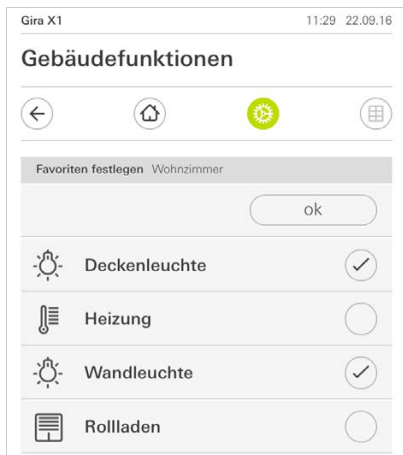 Gira X1 11:29 22.09.16
Gebäudefunktionen
Favoriten festlegen Wohnzimmer
ok
Deckenleuchte
Heizung
Wandleuchte
Rollladen